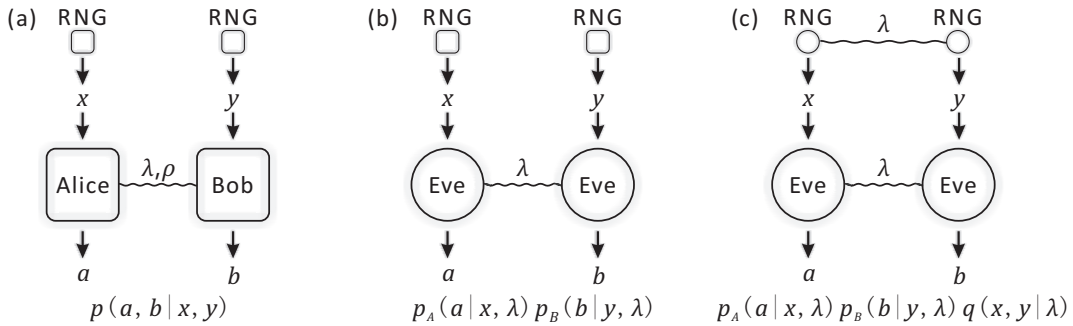 (a) RNG RNG (b) RNG RNG (c) RNG RNG
λ
x y x y x y
λ,ρ λ λ
Alice Bob Eve Eve Eve Eve
a b a b a b
p(a, b|x, y) p_A(a|x, λ) p_B(b|y, λ) p_A(a|x, λ) p_B(b|y, λ) q(x, y|λ)